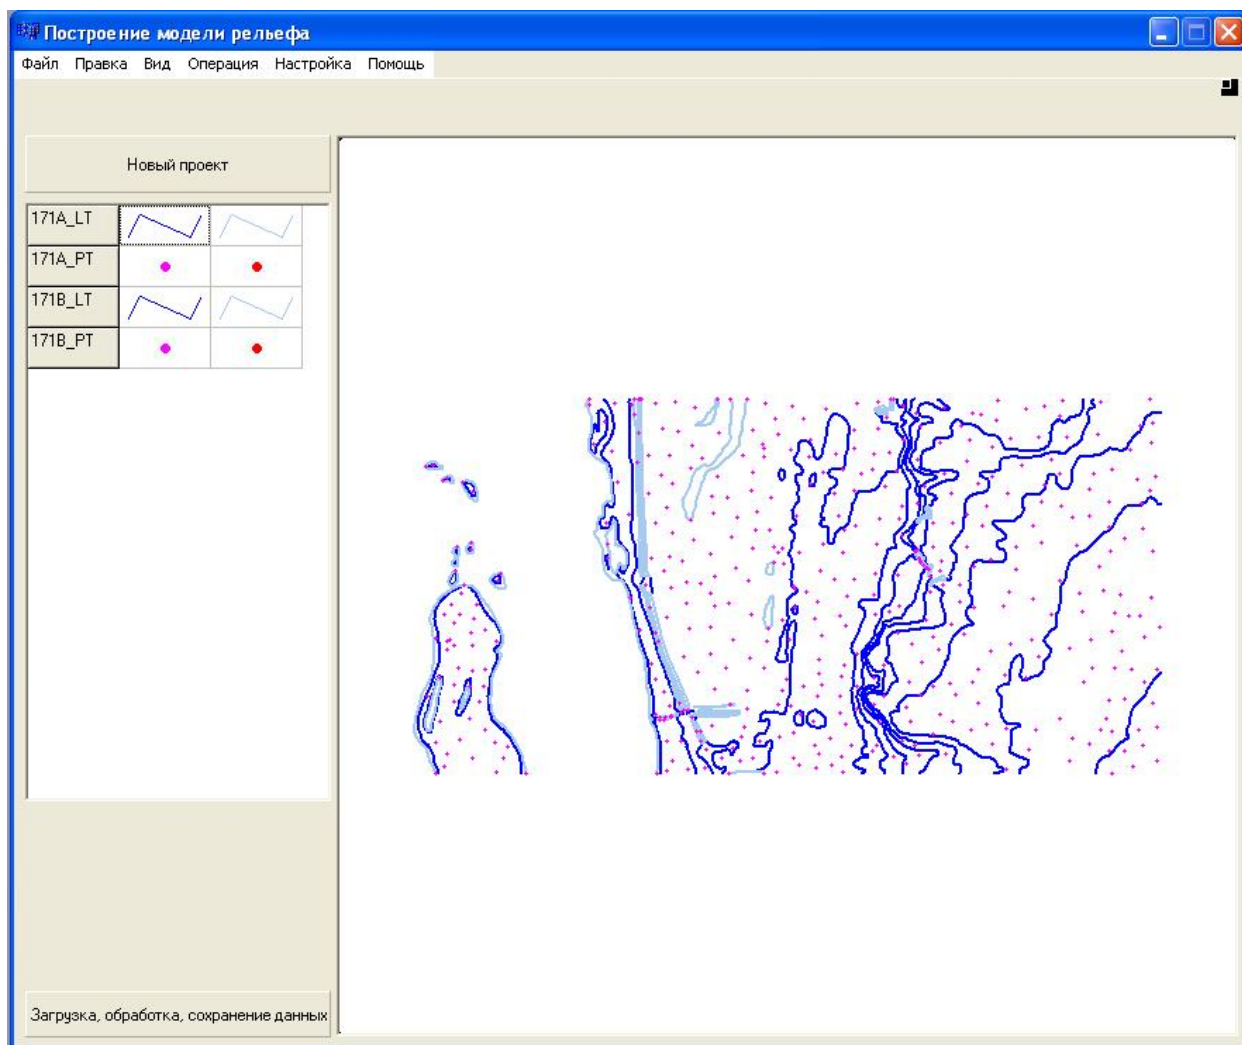 Построение модели рельефа
Файл Правка Вид Операция Настройка Помощь
Новый проект
171A_LT
171A_PT
171B_LT
171B_PT
Загрузка, обработка, сохранение данных